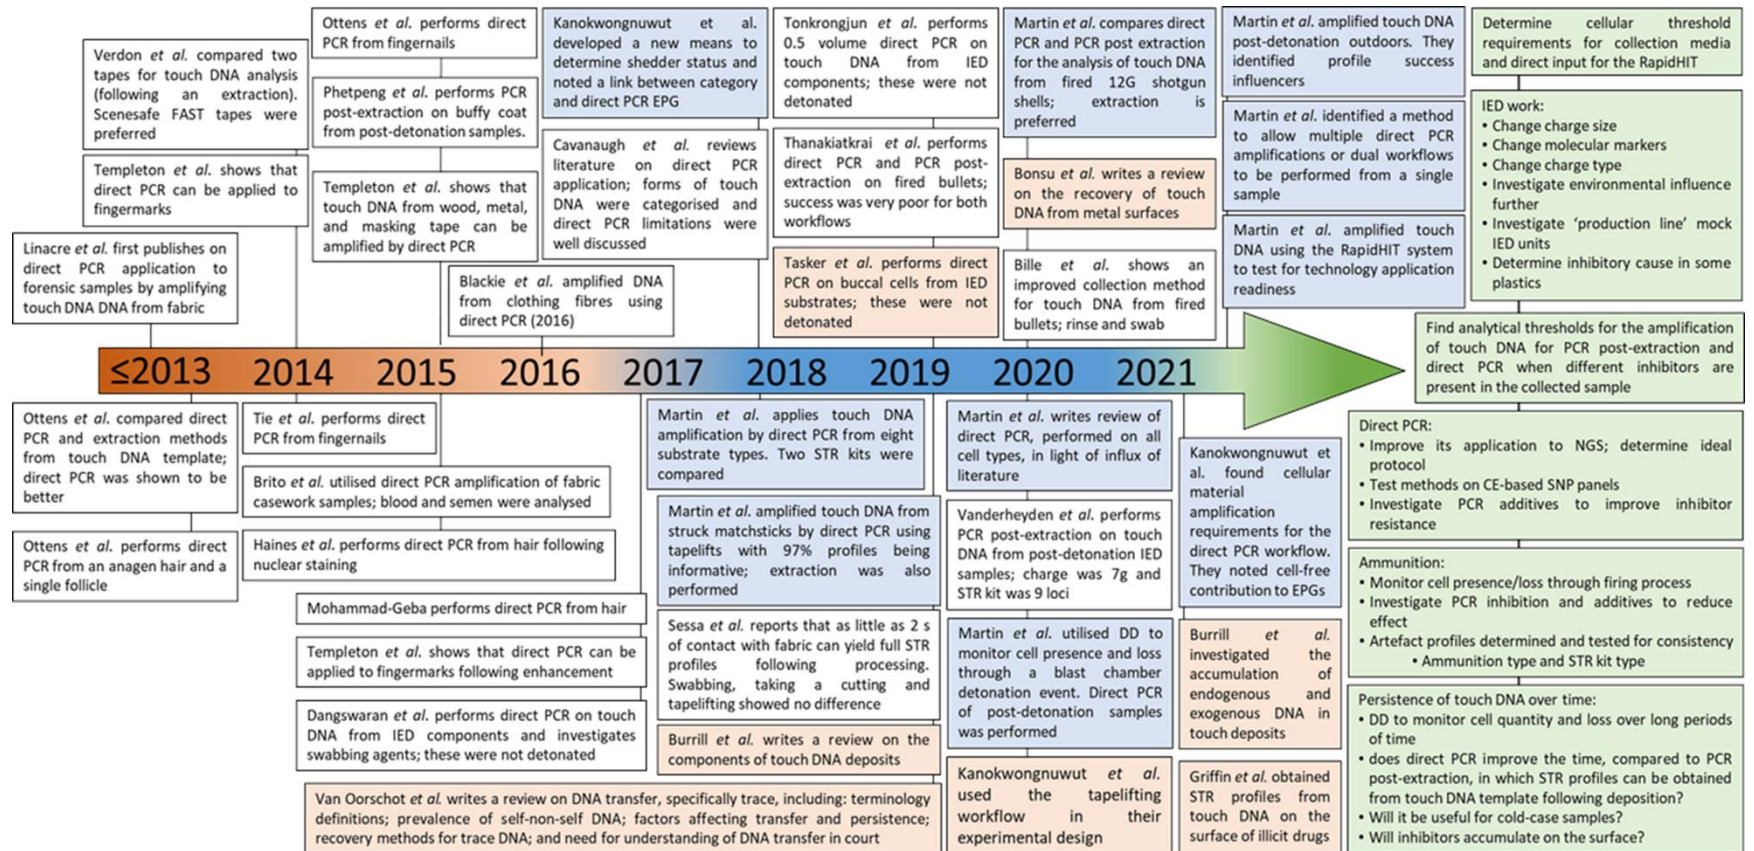 Verdon et al. compared two
tapes for touch DNA analysis
(following an extraction).
Scenesafe FAST tapes were
preferred
Templeton et al. shows that
direct PCR can be applied to
fingermarks
Linacre et al. first publishes on
direct PCR application to
forensic samples by amplifying
touch DNA DNA from fabric
Ottens et al. performs direct
PCR from fingernails
Phetpeng et al. performs PCR
post-extraction on buffy coat
from post-detonation samples.
Templeton et al. shows that
touch DNA from wood, metal,
and masking tape can be
amplified by direct PCR
Kanokwongnuwut et al.
developed a new means to
determine shedder status and
noted a link between category
and direct PCR EPG
Cavanaugh et al. reviews
literature on direct PCR
application; forms of touch
DNA were categorised and
direct PCR limitations were
well discussed
Blackie et al. amplified DNA
from clothing fibres using
direct PCR (2016)
Tonkrongjun et al. performs
0.5 volume direct PCR on
touch DNA from IED
components; these were not
detonated
Thanakiatkrai et al. performs
direct PCR and PCR post-
extraction on fired bullets;
success was very poor for both
workflows
Tasker et al. performs direct
PCR on buccal cells from IED
substrates; these were not
detonated
Martin et al. compares direct
PCR and PCR post extraction
for the analysis of touch DNA
from fired 12G shotgun
shells; extraction is
preferred
Bonsu et al. writes a review
on the recovery of touch
DNA from metal surfaces
Bille et al. shows an
improved collection method
for touch DNA from fired
bullets; rinse and swab
Martin et al. amplified touch DNA
post-detonation outdoors. They
identified profile success
influencers
Martin et al. identified a method
to allow multiple direct PCR
amplifications or dual workflows
to be performed from a single
sample
Martin et al. amplified touch
DNA using the RapidHIT system
to test for technology application
readiness
Determine cellular threshold
requirements for collection media
and direct input for the RapidHIT
IED work:
• Change charge size
• Change molecular markers
• Change charge type
• Investigate environmental influence
further
• Investigate ‘production line’ mock
IED units
• Determine inhibitory cause in some
plastics
Find analytical thresholds for the amplification
of touch DNA for PCR post-extraction and
direct PCR when different inhibitors are
present in the collected sample
≤2013 2014 2015 2016 2017 2018 2019 2020 2021
Ottens et al. compared direct
PCR and extraction methods
from touch DNA template;
direct PCR was shown to be
better
Ottens et al. performs direct
PCR from an anagen hair and a
single follicle
Tie et al. performs direct
PCR from fingernails
Brito et al. utilised direct PCR amplification of fabric
casework samples; blood and semen were analysed
Haines et al. performs direct PCR from hair following
nuclear staining
Mohammad-Geba performs direct PCR from hair
Templeton et al. shows that direct PCR can be
applied to fingermarks following enhancement
Dangswaran et al. performs direct PCR on touch
DNA from IED components and investigates
swabbing agents; these were not detonated
Van Oorschot et al. writes a review on DNA transfer, specifically trace, including: terminology
definitions; prevalence of self-non-self DNA; factors affecting transfer and persistence;
recovery methods for trace DNA; and need for understanding of DNA transfer in court
Martin et al. applies touch DNA
amplification by direct PCR from eight
substrate types. Two STR kits were
compared
Martin et al. amplified touch DNA from
struck matchsticks by direct PCR using
tapelifts with 97% profiles being
informative; extraction was also
performed
Sessa et al. reports that as little as 2 s
of contact with fabric can yield full STR
profiles following processing.
Swabbing, taking a cutting and
tapelifting showed no difference
Burrill et al. writes a review on the
components of touch DNA deposits
Martin et al. writes review of
direct PCR, performed on all
cell types, in light of influx of
literature
Vanderheyden et al. performs
PCR post-extraction on touch
DNA from post-detonation IED
samples; charge was 7g and
STR kit was 9 loci
Martin et al. utilised DD to
monitor cell presence and loss
through a blast chamber
detonation event. Direct PCR
of post-detonation samples
was performed
Kanokwongnuwut et al.
used the tapelifting
workflow in their
experimental design
Kanokwongnuwut et
al. found cellular
material
amplification
requirements for the
direct PCR workflow.
They noted cell-free
contribution to EPGs
Burrill et al.
investigated the
accumulation of
endogenous and
exogenous DNA in
touch deposits
Griffin et al. obtained
STR profiles from
touch DNA on the
surface of illicit drugs
Direct PCR:
• Improve its application to NGS; determine ideal
protocol
• Test methods on CE-based SNP panels
• Investigate PCR additives to improve inhibitor
resistance
Ammunition:
• Monitor cell presence/loss through firing process
• Investigate PCR inhibition and additives to reduce
effect
• Artefact profiles determined and tested for consistency
• Ammunition type and STR kit type
Persistence of touch DNA over time:
• DD to monitor cell quantity and loss over long periods
of time
• does direct PCR improve the time, compared to PCR
post-extraction, in which STR profiles can be obtained
from touch DNA template following deposition?
• Will it be useful for cold-case samples?
• Will inhibitors accumulate on the surface?